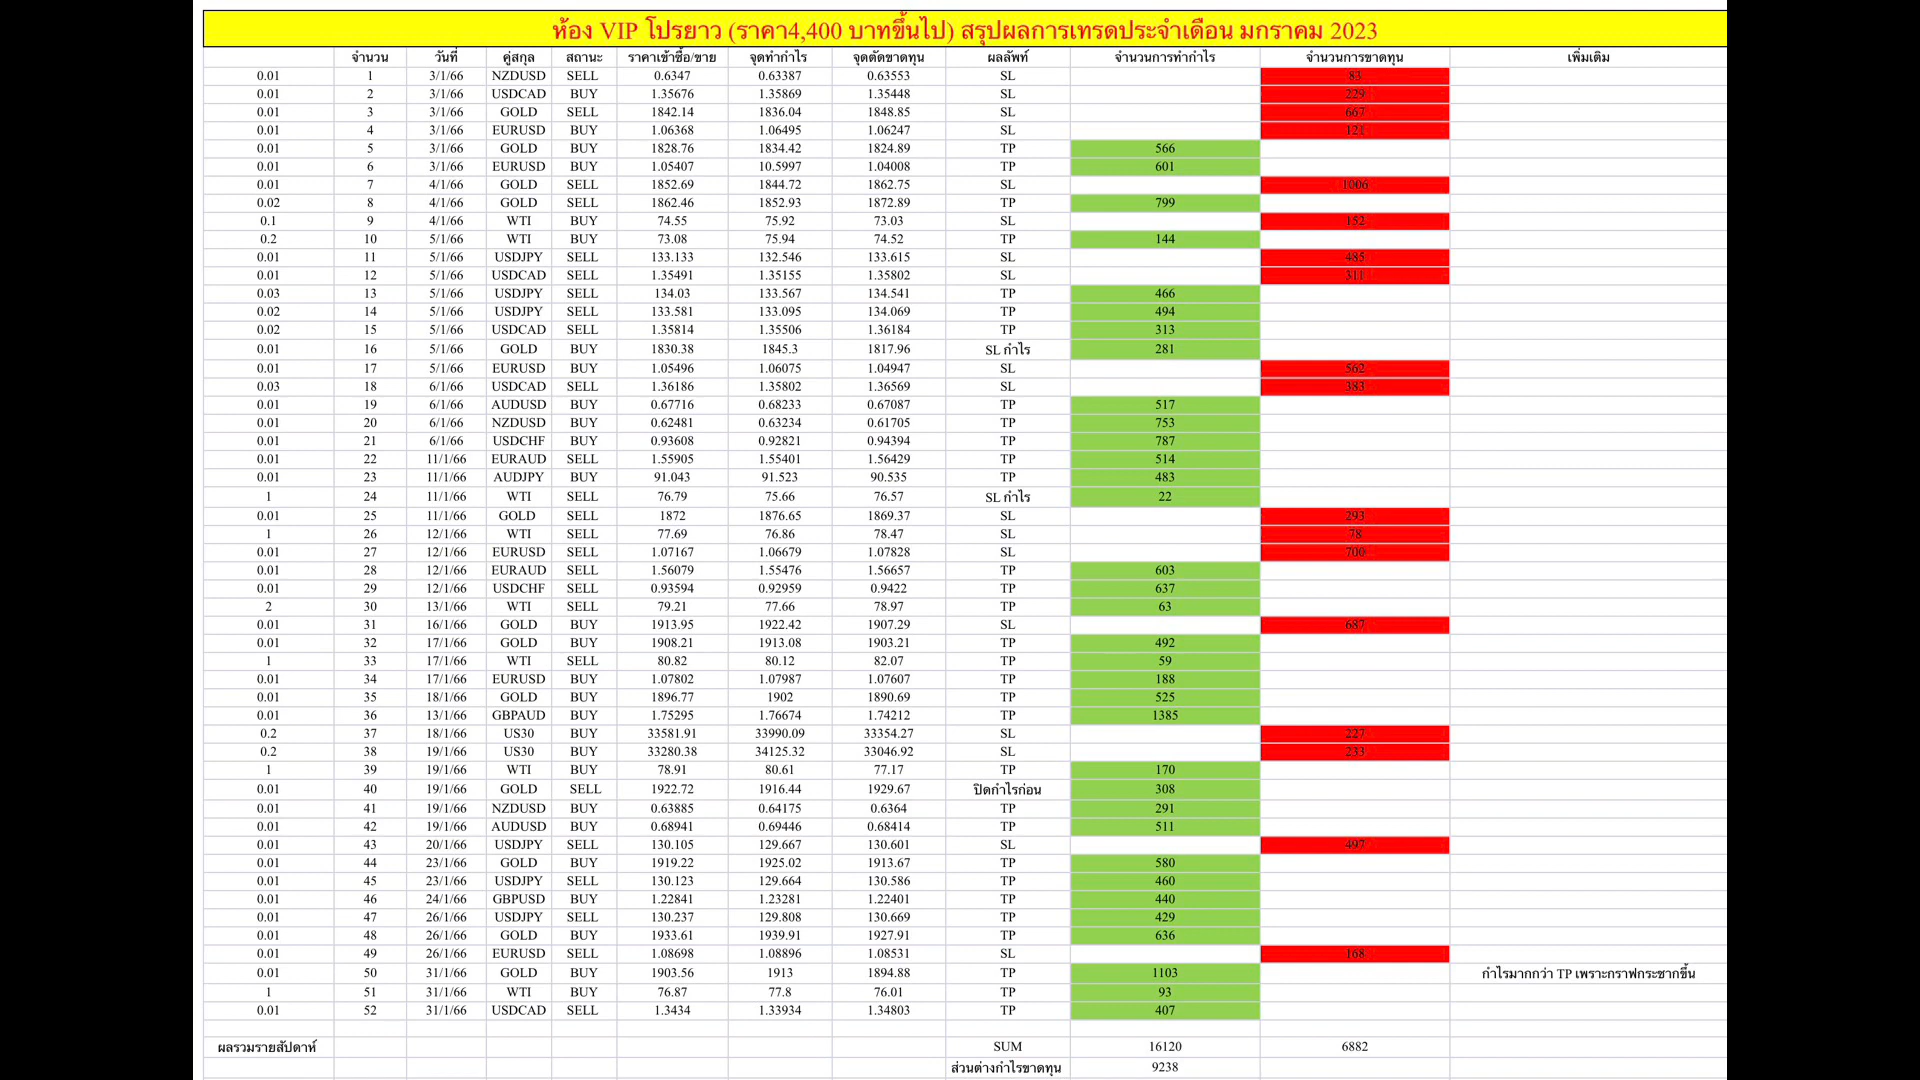 ห้อง VIP โปรยาว (ราคา4,400 บาทขึ้นไป) สรุปผลการเทรดประจำเดือน มกราคม 2023
จำนวน วันที่ คู่สกุล สถานะ ราคาเข้าซื้อ/ขาย จุดทำกำไร จุดตัดขาดทุน ผลลัพท์ จำนวนการทำกำไร จำนวนการขาดทุน เพิ่มเติม
0.01 1 3/1/66 NZDUSD SELL 0.6347 0.63387 0.63553 SL 83
0.01 2 3/1/66 USDCAD BUY 1.35676 1.35869 1.35448 SL 229
0.01 3 3/1/66 GOLD SELL 1842.14 1836.04 1848.85 SL 667
0.01 4 3/1/66 EURUSD BUY 1.06368 1.06495 1.06247 SL 121
0.01 5 3/1/66 GOLD BUY 1828.76 1834.42 1824.89 TP 566
0.01 6 3/1/66 EURUSD BUY 1.05407 10.5997 1.04008 TP 601
0.01 7 4/1/66 GOLD SELL 1852.69 1844.72 1862.75 SL 1006
0.02 8 4/1/66 GOLD SELL 1862.46 1852.93 1872.89 TP 799
0.1 9 4/1/66 WTI BUY 74.55 75.92 73.03 SL 152
0.2 10 5/1/66 WTI BUY 73.08 75.94 74.52 TP 144
0.01 11 5/1/66 USDJPY SELL 133.133 132.546 133.615 SL 485
0.01 12 5/1/66 USDCAD SELL 1.35491 1.35155 1.35802 SL 311
0.03 13 5/1/66 USDJPY SELL 134.03 133.567 134.541 TP 466
0.02 14 5/1/66 USDJPY SELL 133.581 133.095 134.069 TP 494
0.02 15 5/1/66 USDCAD SELL 1.35814 1.35506 1.36184 TP 313
0.01 16 5/1/66 GOLD BUY 1830.38 1845.3 1817.96 SL กำไร 281
0.01 17 5/1/66 EURUSD BUY 1.05496 1.06075 1.04947 SL 562
0.03 18 6/1/66 USDCAD SELL 1.36186 1.35802 1.36569 SL 383
0.01 19 6/1/66 AUDUSD BUY 0.67716 0.68233 0.67087 TP 517
0.01 20 6/1/66 NZDUSD BUY 0.62481 0.63234 0.61705 TP 753
0.01 21 6/1/66 USDCHF BUY 0.93608 0.92821 0.94394 TP 787
0.01 22 11/1/66 EURAUD SELL 1.55905 1.55401 1.56429 TP 514
0.01 23 11/1/66 AUDJPY BUY 91.043 91.523 90.535 TP 483
1 24 11/1/66 WTI SELL 76.79 75.66 76.57 SL กำไร 22
0.01 25 11/1/66 GOLD SELL 1872 1876.65 1869.37 SL 293
1 26 12/1/66 WTI SELL 77.69 76.86 78.47 SL 78
0.01 27 12/1/66 EURUSD SELL 1.07167 1.06679 1.07828 SL 700
0.01 28 12/1/66 EURAUD SELL 1.56079 1.55476 1.56657 TP 603
0.01 29 12/1/66 USDCHF SELL 0.93594 0.92959 0.9422 TP 637
2 30 13/1/66 WTI SELL 79.21 77.66 78.97 TP 63
0.01 31 16/1/66 GOLD BUY 1913.95 1922.42 1907.29 SL 687
0.01 32 17/1/66 GOLD BUY 1908.21 1913.08 1903.21 TP 492
1 33 17/1/66 WTI SELL 80.82 80.12 82.07 TP 59
0.01 34 17/1/66 EURUSD BUY 1.07802 1.07987 1.07607 TP 188
0.01 35 18/1/66 GOLD BUY 1896.77 1902 1890.69 TP 525
0.01 36 13/1/66 GBPAUD BUY 1.75295 1.76674 1.74212 TP 1385
0.2 37 18/1/66 US30 BUY 33581.91 33990.09 33354.27 SL 227
0.2 38 19/1/66 US30 BUY 33280.38 34125.32 33046.92 SL 233
1 39 19/1/66 WTI BUY 78.91 80.61 77.17 TP 170
0.01 40 19/1/66 GOLD SELL 1922.72 1916.44 1929.67 ปิดกำไรก่อน 308
0.01 41 19/1/66 NZDUSD BUY 0.63885 0.64175 0.6364 TP 291
0.01 42 19/1/66 AUDUSD BUY 0.68941 0.69446 0.68414 TP 511
0.01 43 20/1/66 USDJPY SELL 130.105 129.667 130.601 SL 497
0.01 44 23/1/66 GOLD BUY 1919.22 1925.02 1913.67 TP 580
0.01 45 23/1/66 USDJPY SELL 130.123 129.664 130.586 TP 460
0.01 46 24/1/66 GBPUSD BUY 1.22841 1.23281 1.22401 TP 440
0.01 47 26/1/66 USDJPY SELL 130.237 129.808 130.669 TP 429
0.01 48 26/1/66 GOLD BUY 1933.61 1939.91 1927.91 TP 636
0.01 49 26/1/66 EURUSD SELL 1.08698 1.08896 1.08531 SL 168
0.01 50 31/1/66 GOLD BUY 1903.56 1913 1894.88 TP 1103 กำไรมากกว่า TP เพราะกราฟกระชากขึ้น
1 51 31/1/66 WTI BUY 76.87 77.8 76.01 TP 93
0.01 52 31/1/66 USDCAD SELL 1.3434 1.33934 1.34803 TP 407
ผลรวมรายสัปดาห์ SUM 16120 6882
ส่วนต่างกำไรขาดทุน 9238